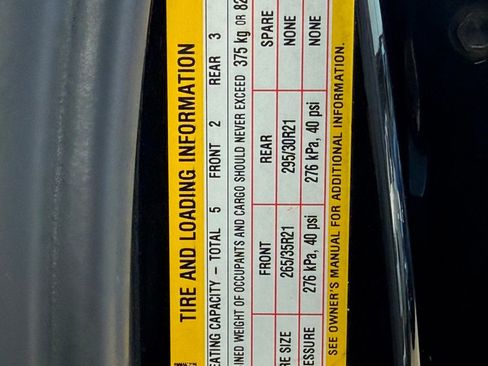 TIRE AND LOADING INFORMATION
EATING CAPACITY – TOTAL 5 FRONT 2 REAR 3
INED WEIGHT OF OCCUPANTS AND CARGO SHOULD NEVER EXCEED 375 kg OR 82
FRONT REAR SPARE
RE SIZE 265/35R21 295/30R21 NONE
ESSURE 276 kPa, 40 psi 276 kPa, 40 psi NONE
SEE OWNER'S MANUAL FOR ADDITIONAL INFORMATION.